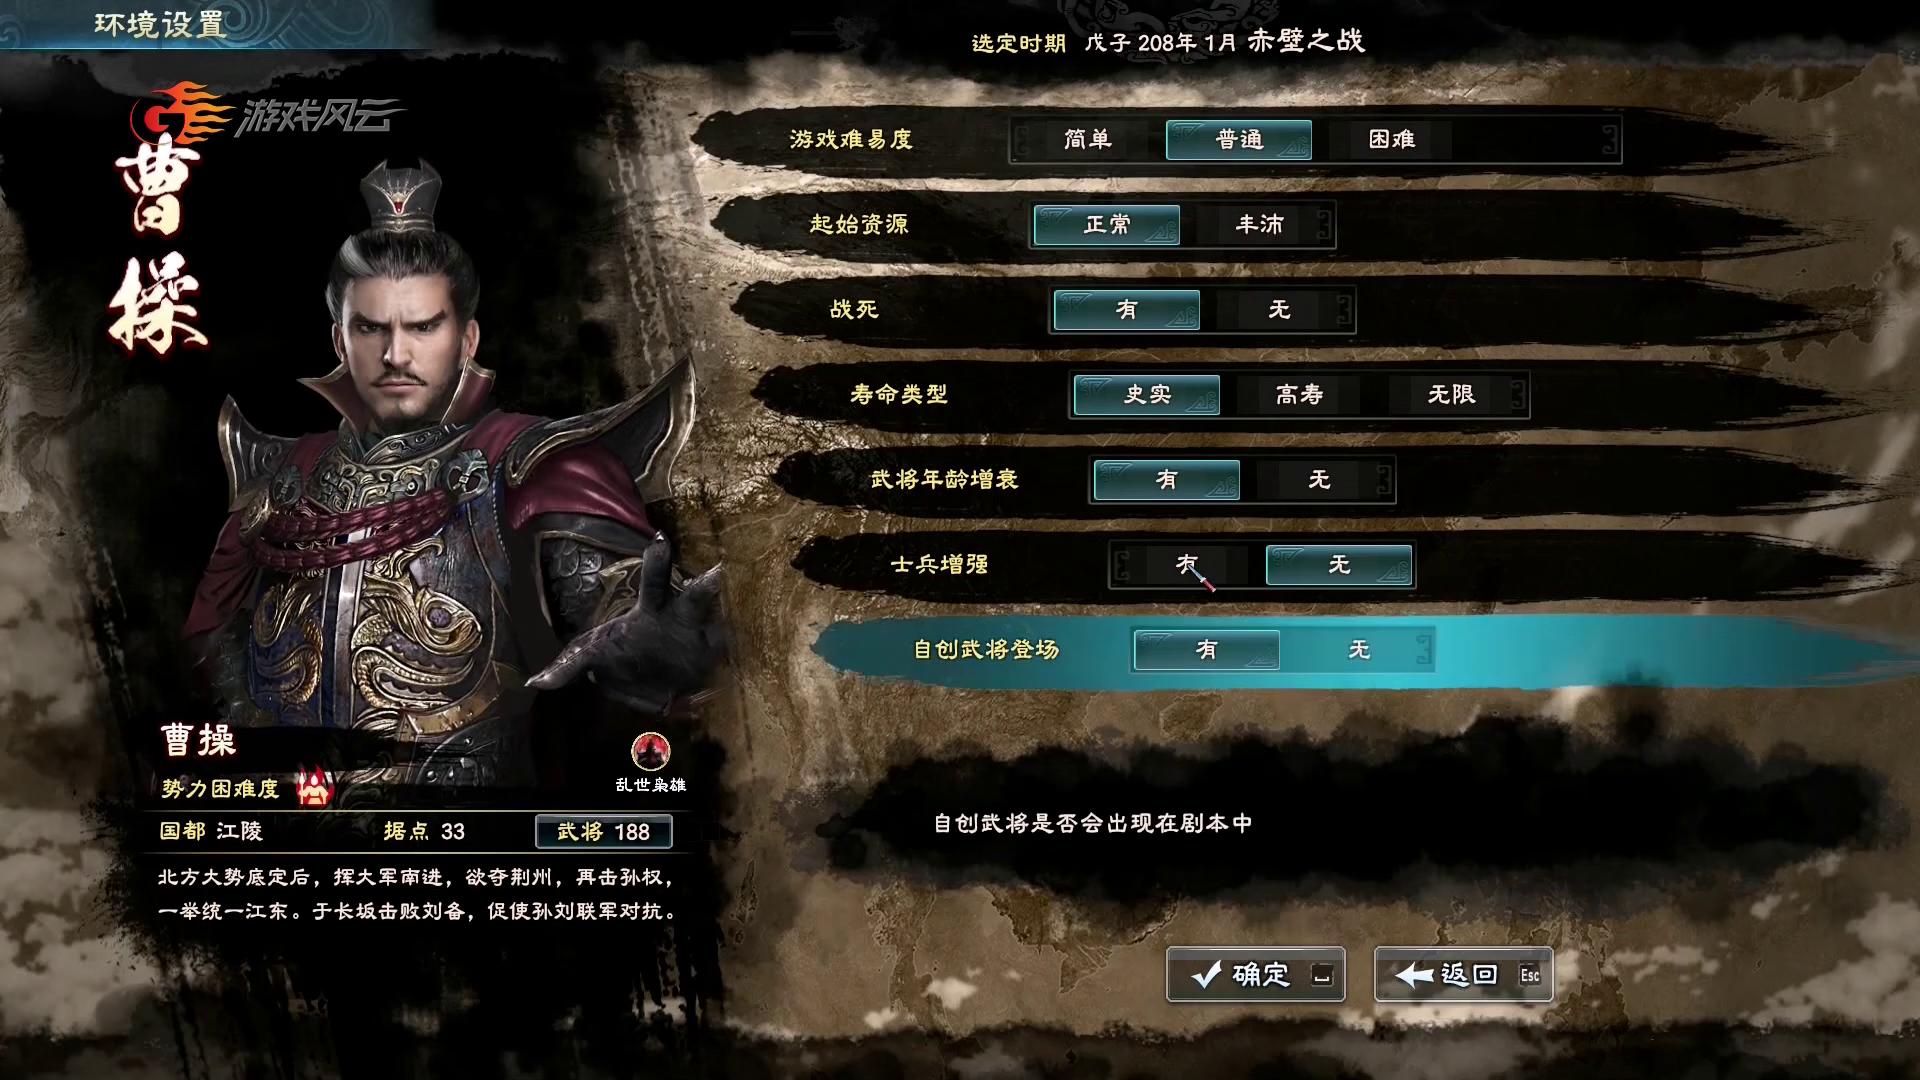 环境设置
选定时期 戊子 208年 1月 赤壁之战
游戏风云
曹操
游戏难易度 简单 普通 困难
起始资源 正常 丰沛
战死 有 无
寿命类型 史实 高寿 无限
武将年龄增衰 有 无
士兵增强 有 无
自创武将登场 有 无
曹操
乱世枭雄
势力困难度
国都 江陵 据点 33 武将 188
北方大势底定后，挥大军南进，欲夺荆州，再击孙权，
一举统一江东。于长坂击败刘备，促使孙刘联军对抗。
自创武将是否会出现在剧本中
确定 返回 Esc